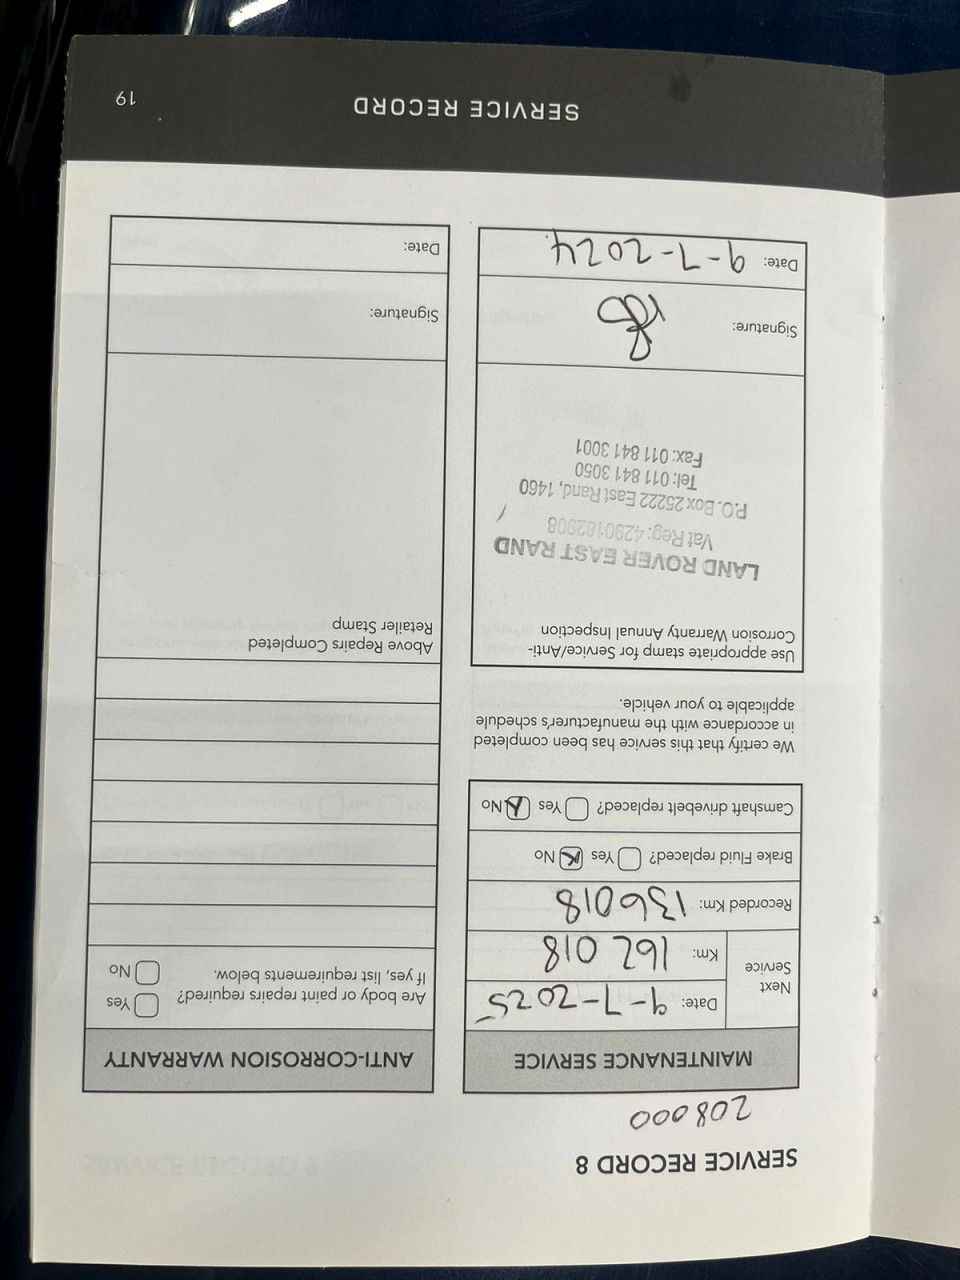 SERVICE RECORD 8
208000
MAINTENANCE SERVICE
Next Service
Date: 9-7-2025
Km: 162 018
Recorded Km: 136018
Brake Fluid replaced? Yes No
Camshaft drivebelt replaced? Yes No
We certify that this service has been completed
in accordance with the manufacturer's schedule
applicable to your vehicle.
Use appropriate stamp for Service/Anti-
Corrosion Warranty Annual Inspection
LAND ROVER EAST RAND
Vat Reg: 4290182908
P.O. Box 25222 East Rand, 1460
Tel: 011 841 3050
Fax: 011 841 3001
Signature:
Date: 9-7-2024
ANTI-CORROSION WARRANTY
Are body or paint repairs required? Yes
If yes, list requirements below. No
Above Repairs Completed
Retailer Stamp
Signature:
Date:
SERVICE RECORD
19